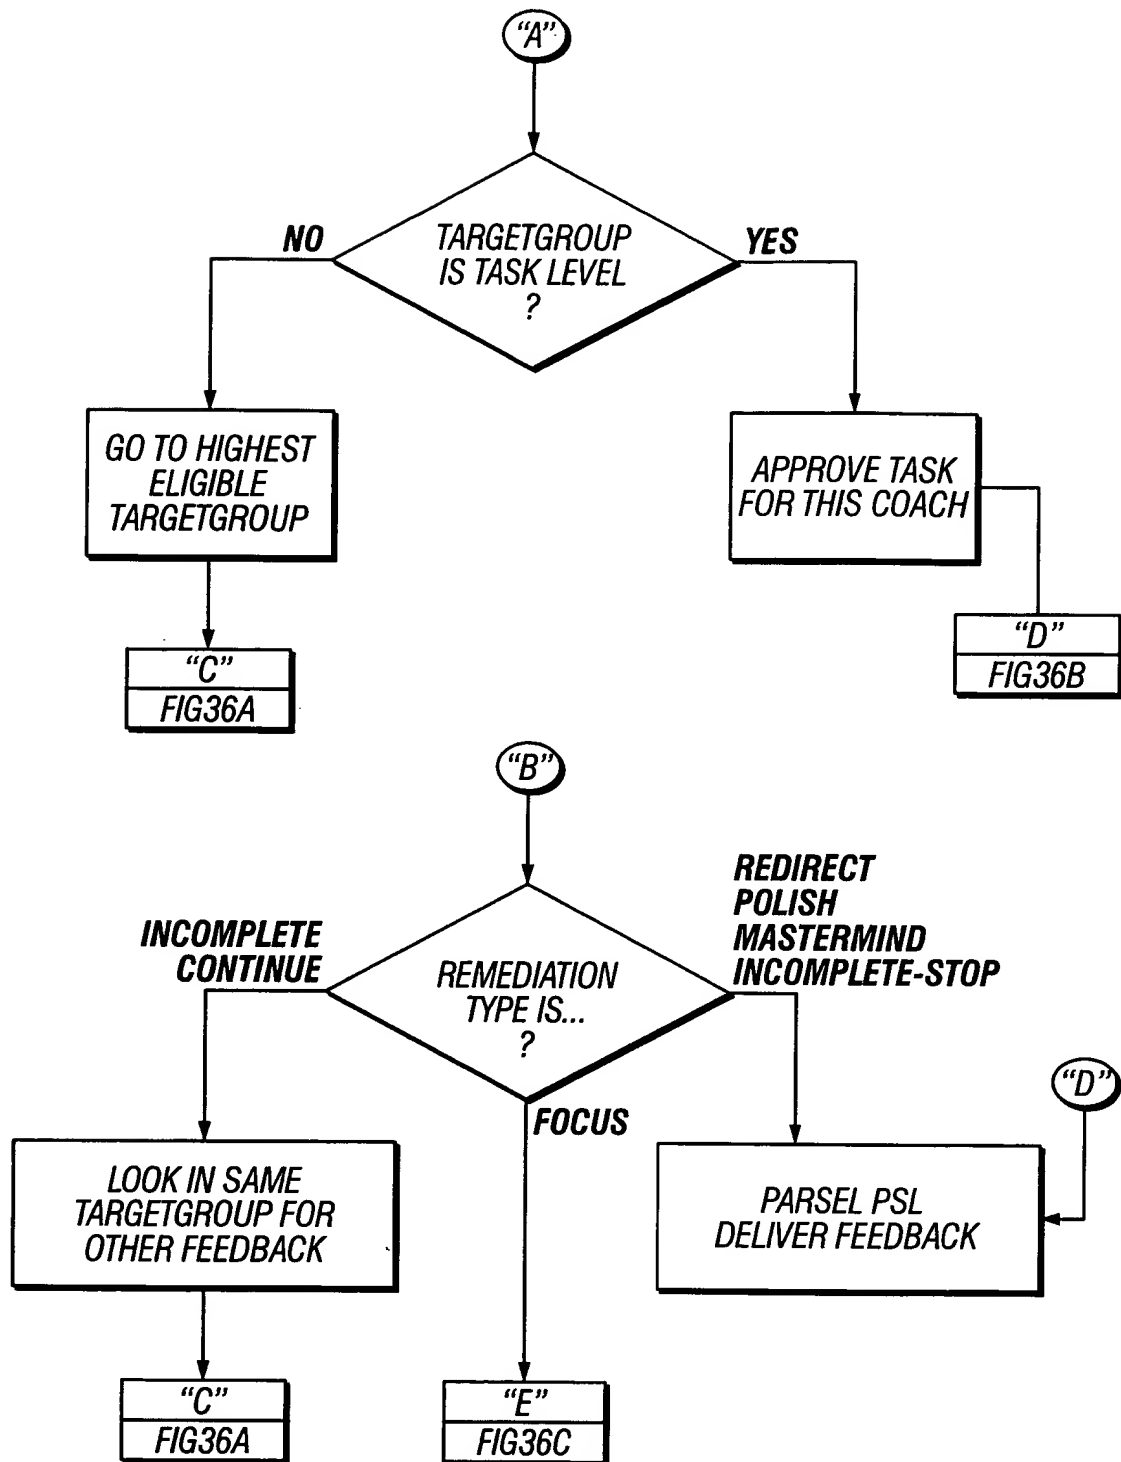 “A”
NO
TARGETGROUP
IS TASK LEVEL
?
YES
GO TO HIGHEST
ELIGIBLE
TARGETGROUP
APPROVE TASK
FOR THIS COACH
“C”
FIG36A
“D”
FIG36B
“B”
INCOMPLETE
CONTINUE
REMEDIATION
TYPE IS...
?
REDIRECT
POLISH
MASTERMIND
INCOMPLETE-STOP
FOCUS
“D”
LOOK IN SAME
TARGETGROUP FOR
OTHER FEEDBACK
PARSEL PSL
DELIVER FEEDBACK
“C”
FIG36A
“E”
FIG36C